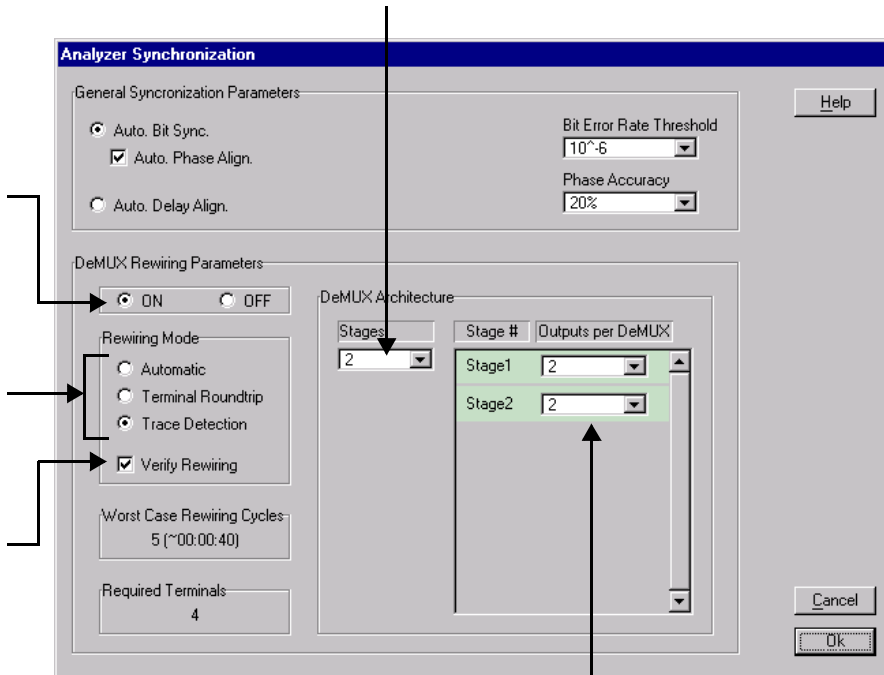 Analyzer Synchronization
General Syncronization Parameters
Help
Auto. Bit Sync.
Auto. Phase Align.
Auto. Delay Align.
Bit Error Rate Threshold
10^-6
Phase Accuracy
20%
DeMUX Rewiring Parameters
ON OFF
Rewiring Mode
Automatic
Terminal Roundtrip
Trace Detection
Verify Rewiring
Worst Case Rewiring Cycles
5 (~00:00:40)
Required Terminals
4
DeMUX Architecture
Stages
2
Stage # Outputs per DeMUX
Stage1 2
Stage2 2
Cancel
Ok